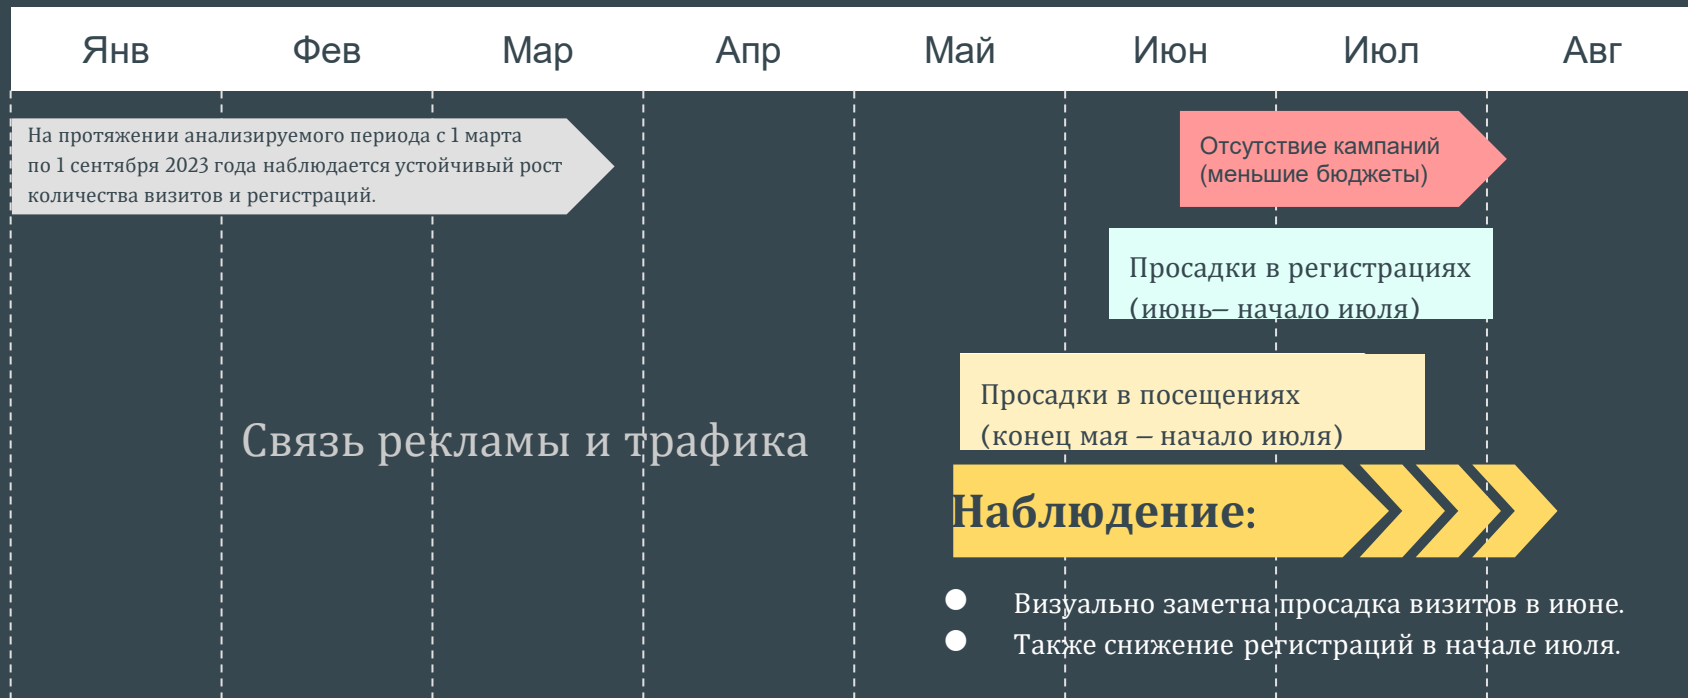 Янв Фев Мар Апр Май Июн Июл Авг
На протяжении анализируемого периода с 1 марта
по 1 сентября 2023 года наблюдается устойчивый рост
количества визитов и регистраций.
Отсутствие кампаний
(меньшие бюджеты)
Просадки в регистрациях
(июнь– начало июля)
Просадки в посещениях
(конец мая – начало июля)
Связь рекламы и трафика
Наблюдение:
● Визуально заметна просадка визитов в июне.
● Также снижение регистраций в начале июля.